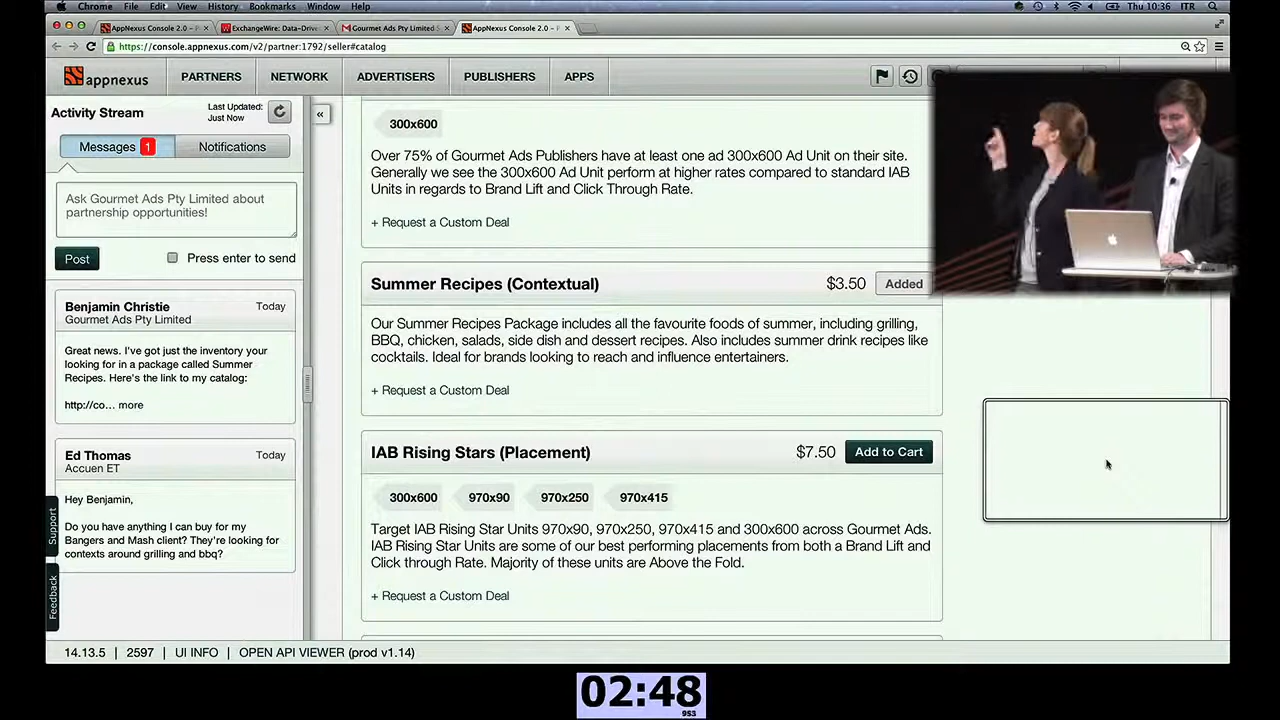 Chrome File Edit View History Bookmarks Window Help
Thu 10:36 ITR
AppNexus Console 2.0 – P
ExchangeWire: Data-Drive
Gourmet Ads Pty Limited S
AppNexus Console 2.0 – P
https://console.appnexus.com/v2/partner:1792/seller#catalog
appnexus
PARTNERS
NETWORK
ADVERTISERS
PUBLISHERS
APPS
Activity Stream
Last Updated:
Just Now
«
Messages 1
Notifications
Ask Gourmet Ads Pty Limited about
partnership opportunities!
Post
Press enter to send
Benjamin Christie Today
Gourmet Ads Pty Limited
Great news. I've got just the inventory your
looking for in a package called Summer
Recipes. Here's the link to my catalog:
http://co... more
Ed Thomas Today
Accuen ET
Hey Benjamin,
Do you have anything I can buy for my
Bangers and Mash client? They're looking for
contexts around grilling and bbq?
Support
Feedback
300x600
Over 75% of Gourmet Ads Publishers have at least one ad 300x600 Ad Unit on their site.
Generally we see the 300x600 Ad Unit perform at higher rates compared to standard IAB
Units in regards to Brand Lift and Click Through Rate.
+ Request a Custom Deal
Summer Recipes (Contextual) $3.50 Added
Our Summer Recipes Package includes all the favourite foods of summer, including grilling,
BBQ, chicken, salads, side dish and dessert recipes. Also includes summer drink recipes like
cocktails. Ideal for brands looking to reach and influence entertainers.
+ Request a Custom Deal
IAB Rising Stars (Placement) $7.50 Add to Cart
300x600 970x90 970x250 970x415
Target IAB Rising Star Units 970x90, 970x250, 970x415 and 300x600 across Gourmet Ads.
IAB Rising Star Units are some of our best performing placements from both a Brand Lift and
Click through Rate. Majority of these units are Above the Fold.
+ Request a Custom Deal
14.13.5 | 2597 | UI INFO | OPEN API VIEWER (prod v1.14)
02:48
953